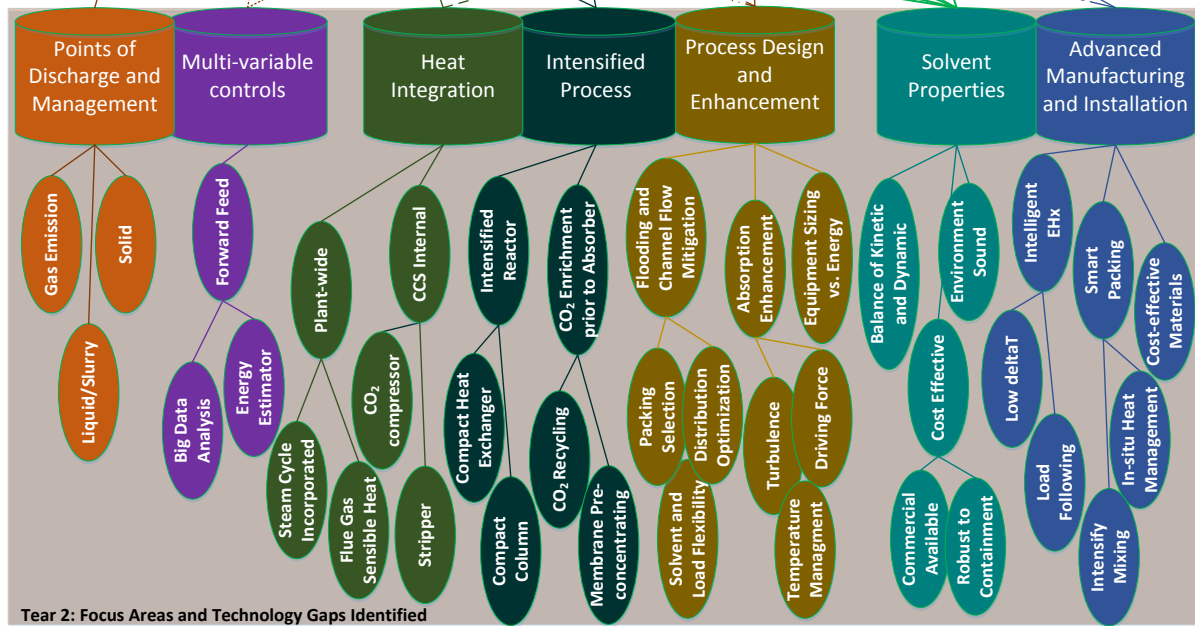 Points of
Discharge and
Management
Multi-variable
controls
Heat
Integration
Intensified
Process
Process Design
and
Enhancement
Solvent
Properties
Advanced
Manufacturing
and Installation
Gas Emission
Liquid/Slurry
Solid
Forward Feed
Big Data
Analysis
Energy
Estimator
Plant-wide
Steam Cycle
Incorporated
Flue Gas
Sensible Heat
CCS Internal
CO₂
compressor
Stripper
Intensified
Reactor
Compact Heat
Exchanger
Compact
Column
CO₂ Enrichment
prior to Absorber
CO₂ Recycling
Membrane Pre-
concentrating
Flooding and
Channel Flow
Mitigation
Packing
Selection
Solvent and
Load Flexibility
Distribution
Optimization
Absorption
Enhancement
Turbulence
Temperature
Managment
Driving Force
Equipment Sizing
vs. Energy
Balance of Kinetic
and Dynamic
Cost Effective
Commercial
Available
Robust to
Containment
Environment
Sound
Intelligent
EHx
Low deltaT
Load
Following
Smart
Packing
Intensify
Mixing
In-situ Heat
Management
Cost-effective
Materials
Tear 2: Focus Areas and Technology Gaps Identified